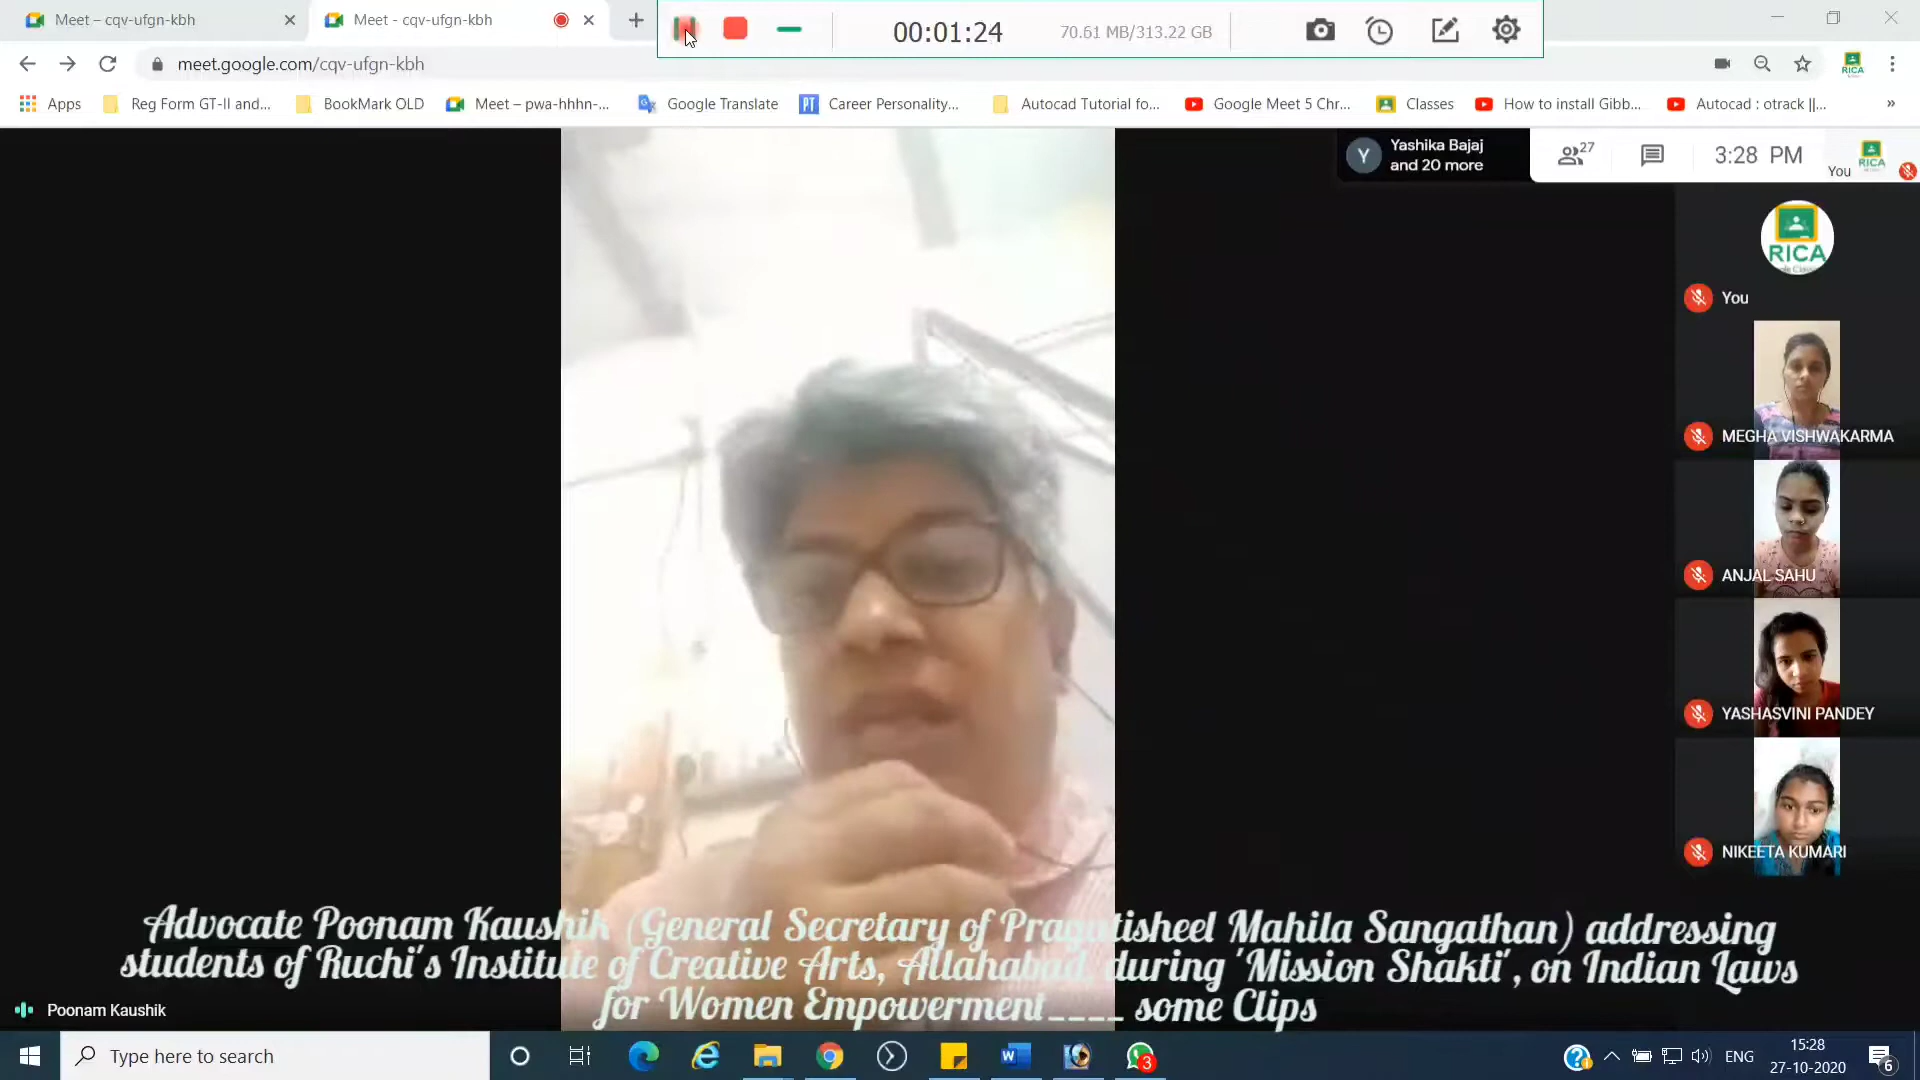 Meet – cqv-ufgn-kbh
Meet - cqv-ufgn-kbh
00:01:24
70.61 MB/313.22 GB
meet.google.com/cqv-ufgn-kbh
RICA
Apps
Reg Form GT-II and...
BookMark OLD
Meet – pwa-hhhn-...
Google Translate
PT
Career Personality...
Autocad Tutorial fo...
Google Meet 5 Chr...
Classes
How to install Gibb...
Autocad : otrack ||...
»
Y
Yashika Bajaj
and 20 more
27
3:28 PM
You
RICA
RICA
You
MEGHA VISHWAKARMA
ANJAL SAHU
YASHASVINI PANDEY
NIKEETA KUMARI
Advocate Poonam Kaushik (General Secretary of Pragatisheel Mahila Sangathan) addressing
students of Ruchi's Institute of Creative Arts, Allahabad, during 'Mission Shakti', on Indian Laws
for Women Empowerment____ some Clips
Poonam Kaushik
Type here to search
3
ENG
15:28
27-10-2020
6